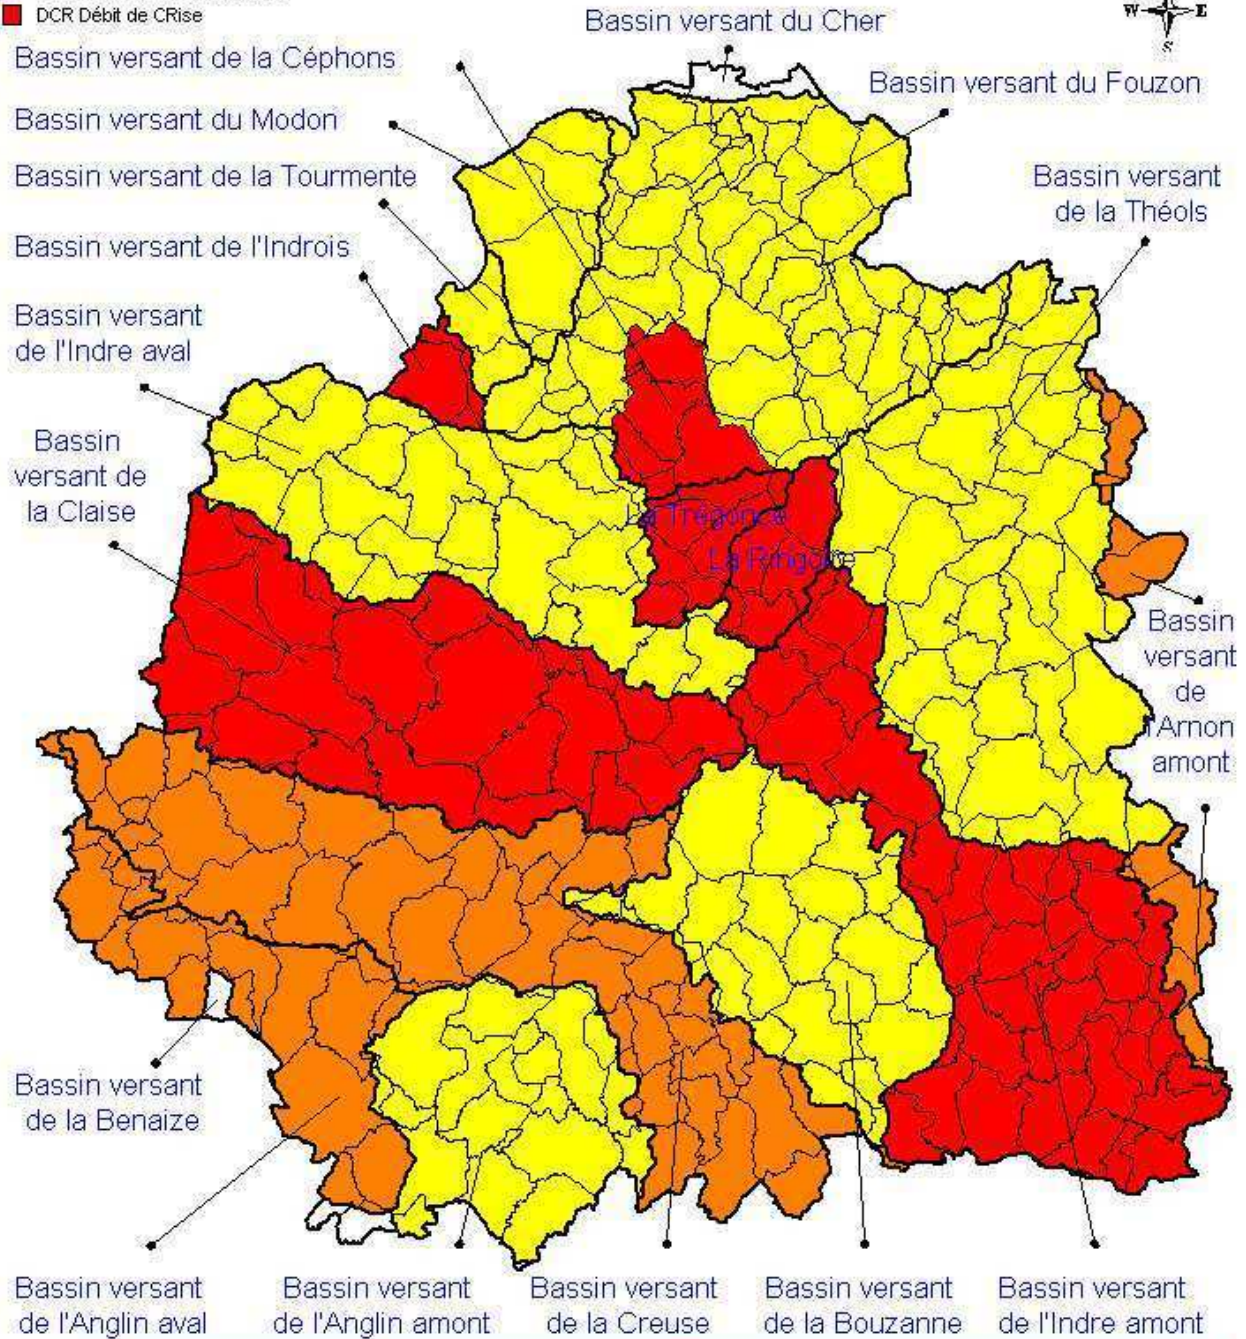 DCR Débit de CRise
Bassin versant du Cher
W E
S
Bassin versant de la Céphons
Bassin versant du Fouzon
Bassin versant du Modon
Bassin versant de la Tourmente
Bassin versant
de la Théols
Bassin versant de l'Indrois
Bassin versant
de l'Indre aval
Bassin
versant de
la Claise
La Trégonce
La Ringoire
Bassin
versant
de
l'Arnon
amont
Bassin versant
de la Benaize
Bassin versant
de l'Anglin aval
Bassin versant
de l'Anglin amont
Bassin versant
de la Creuse
Bassin versant
de la Bouzanne
Bassin versant
de l'Indre amont